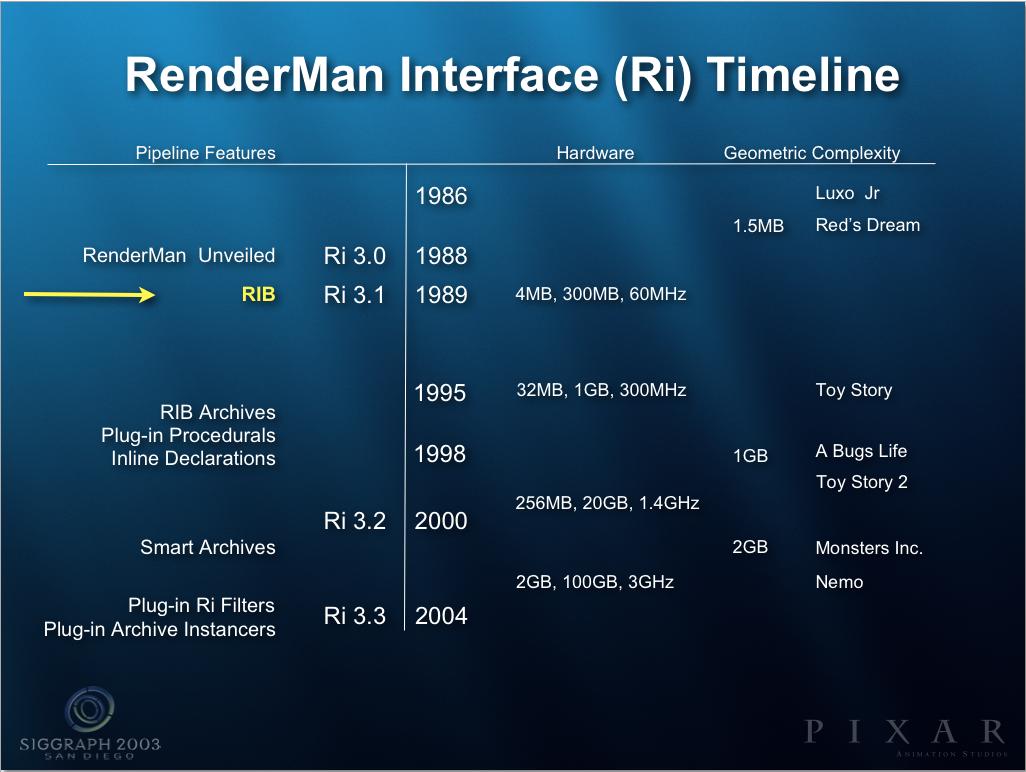 RenderMan Interface (Ri) Timeline
Pipeline Features Hardware Geometric Complexity
1986 Luxo Jr
1.5MB Red's Dream
RenderMan Unveiled Ri 3.0 1988
RIB Ri 3.1 1989 4MB, 300MB, 60MHz
1995 32MB, 1GB, 300MHz Toy Story
RIB Archives
Plug-in Procedurals
Inline Declarations 1998 1GB A Bugs Life
Toy Story 2
256MB, 20GB, 1.4GHz
Ri 3.2 2000
Smart Archives 2GB Monsters Inc.
2GB, 100GB, 3GHz Nemo
Plug-in Ri Filters
Plug-in Archive Instancers Ri 3.3 2004
SIGGRAPH 2003
SAN DIEGO
PIXAR
ANIMATION STUDIOS